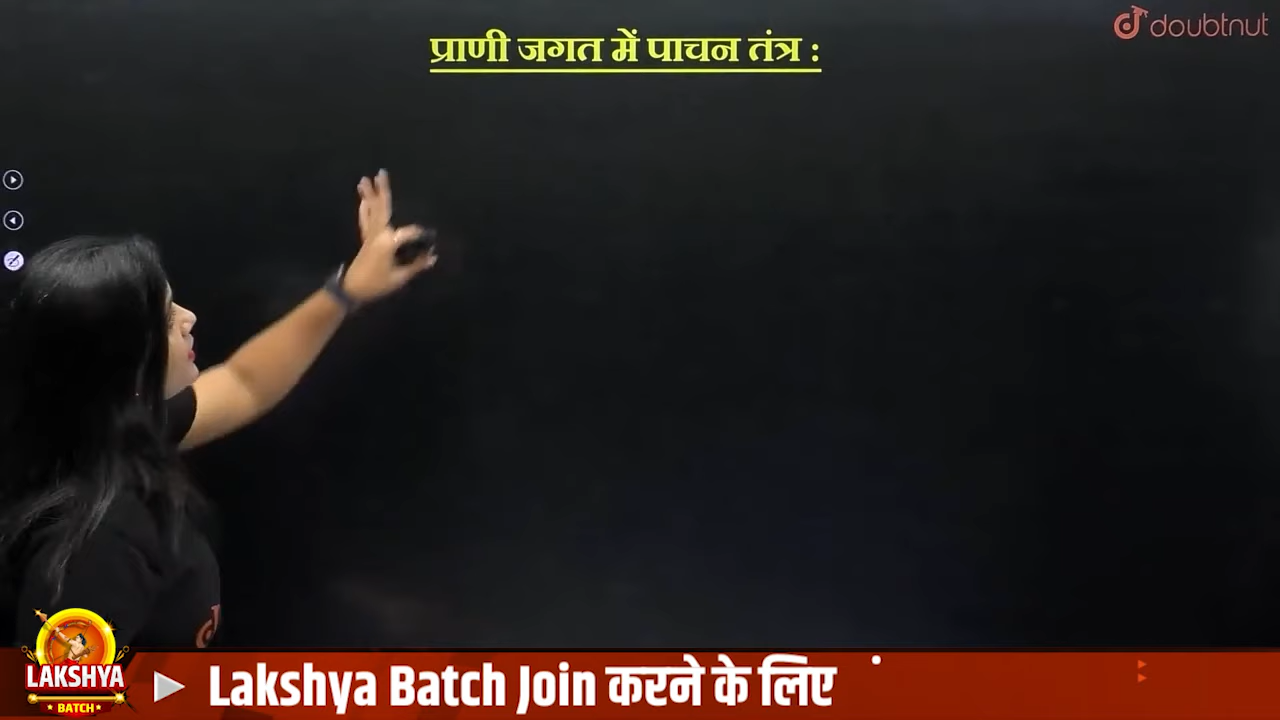 प्राणी जगत में पाचन तंत्र :
doubtnut
LAKSHYA
BATCH
Lakshya Batch Join करने के लिए